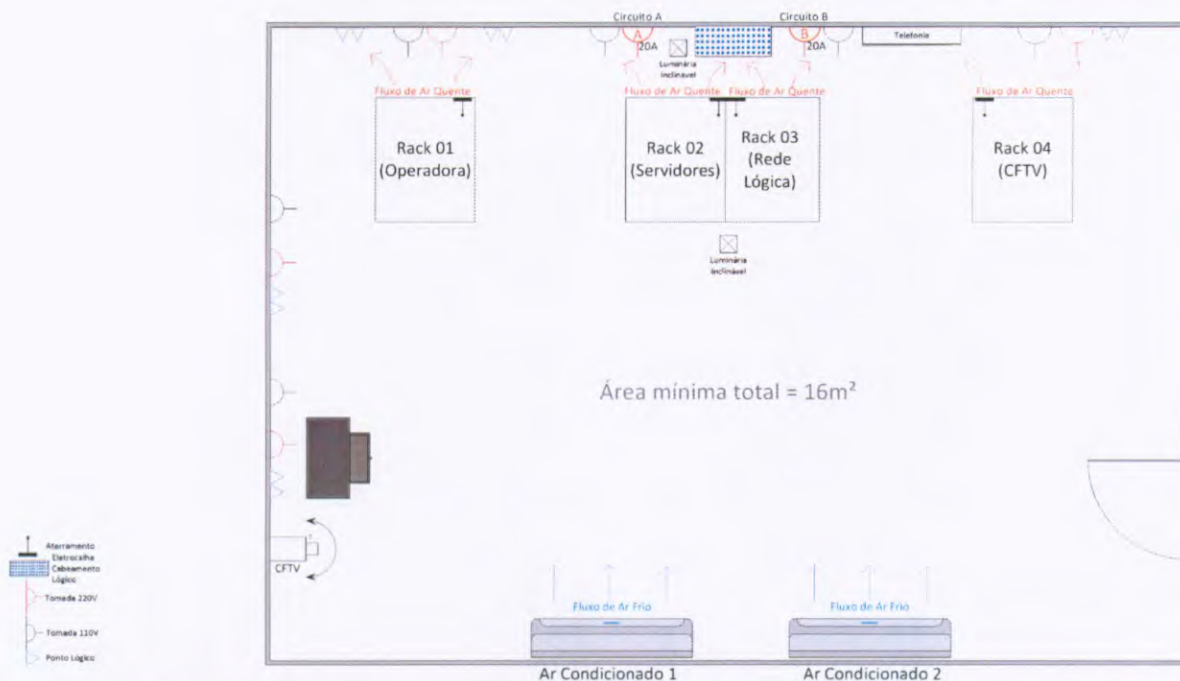 Circuito A
Circuito B
A
B
20A
20A
Telefonia
Luminária
Inclinável
Fluxo de Ar Quente
Fluxo de Ar Quente
Fluxo de Ar Quente
Fluxo de Ar Quente
Rack 01
(Operadora)
Rack 02
(Servidores)
Rack 03
(Rede
Lógica)
Rack 04
(CFTV)
Luminária
Inclinável
Área mínima total = 16m²
CFTV
Aterramento
Eletrocalha
Cabeamento
Lógico
Tomada 220V
Tomada 110V
Ponto Lógico
Fluxo de Ar Frio
Fluxo de Ar Frio
Ar Condicionado 1
Ar Condicionado 2